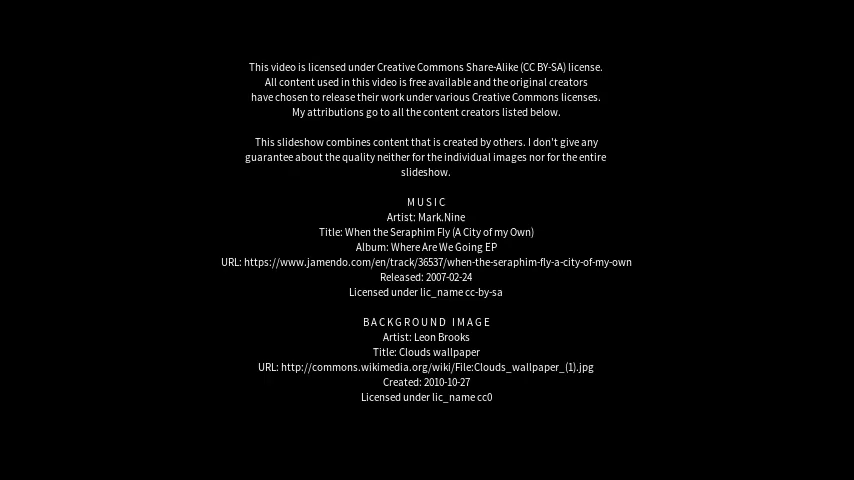 This video is licensed under Creative Commons Share-Alike (CC BY-SA) license.
All content used in this video is free available and the original creators
have chosen to release their work under various Creative Commons licenses.
My attributions go to all the content creators listed below.
This slideshow combines content that is created by others. I don't give any
guarantee about the quality neither for the individual images nor for the entire
slideshow.
MUSIC
Artist: Mark.Nine
Title: When the Seraphim Fly (A City of my Own)
Album: Where Are We Going EP
URL: https://www.jamendo.com/en/track/36537/when-the-seraphim-fly-a-city-of-my-own
Released: 2007-02-24
Licensed under lic_name cc-by-sa
BACKGROUND IMAGE
Artist: Leon Brooks
Title: Clouds wallpaper
URL: http://commons.wikimedia.org/wiki/File:Clouds_wallpaper_(1).jpg
Created: 2010-10-27
Licensed under lic_name cc0